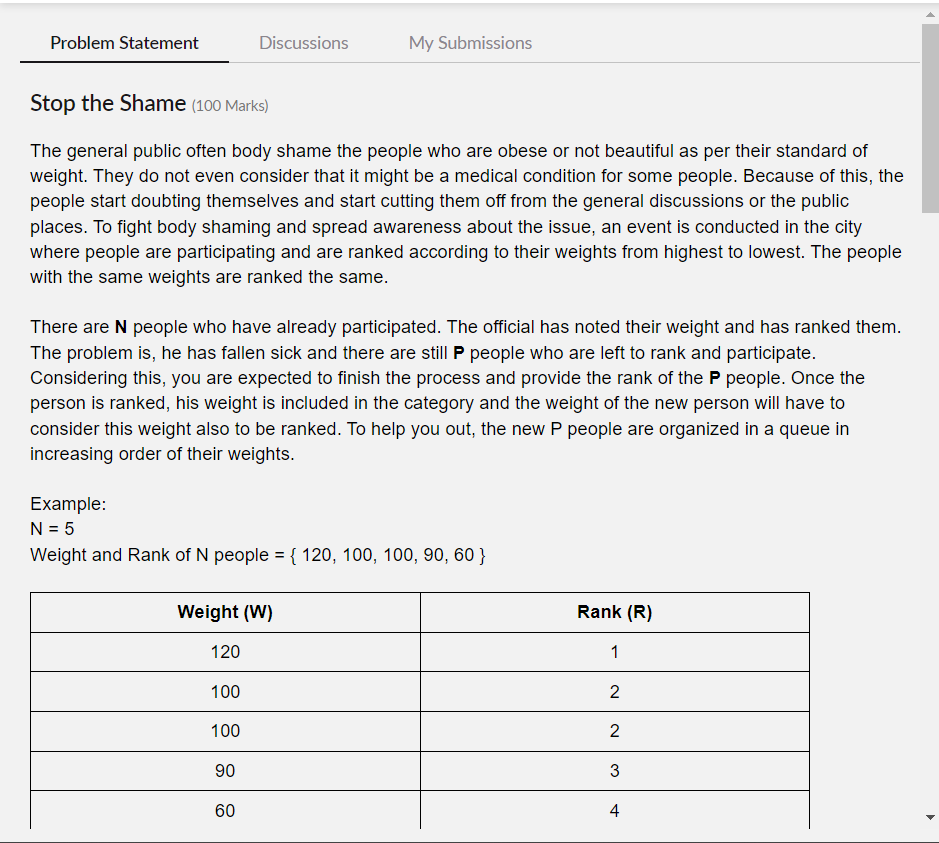 Problem Statement Discussions My Submissions
Stop the Shame (100 Marks)
The general public often body shame the people who are obese or not beautiful as per their standard of
weight. They do not even consider that it might be a medical condition for some people. Because of this, the
people start doubting themselves and start cutting them off from the general discussions or the public
places. To fight body shaming and spread awareness about the issue, an event is conducted in the city
where people are participating and are ranked according to their weights from highest to lowest. The people
with the same weights are ranked the same.
There are N people who have already participated. The official has noted their weight and has ranked them.
The problem is, he has fallen sick and there are still P people who are left to rank and participate.
Considering this, you are expected to finish the process and provide the rank of the P people. Once the
person is ranked, his weight is included in the category and the weight of the new person will have to
consider this weight also to be ranked. To help you out, the new P people are organized in a queue in
increasing order of their weights.
Example:
N = 5
Weight and Rank of N people = { 120, 100, 100, 90, 60 }
Weight (W) Rank (R)
120 1
100 2
100 2
90 3
60 4